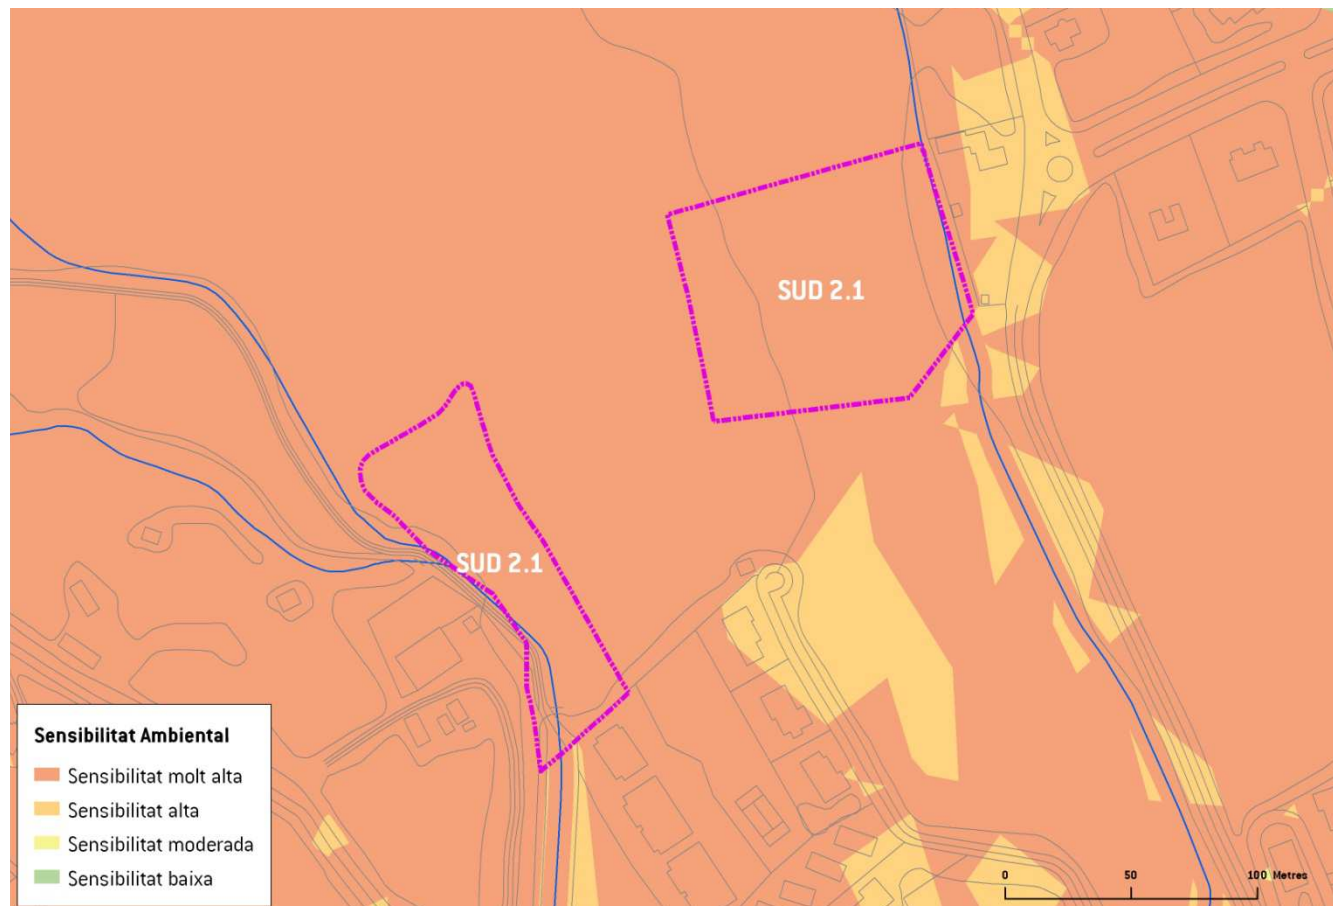 SUD 2.1
SUD 2.1
Sensibilitat Ambiental
Sensibilitat molt alta
Sensibilitat alta
Sensibilitat moderada
Sensibilitat baixa
0 50 100 Metres